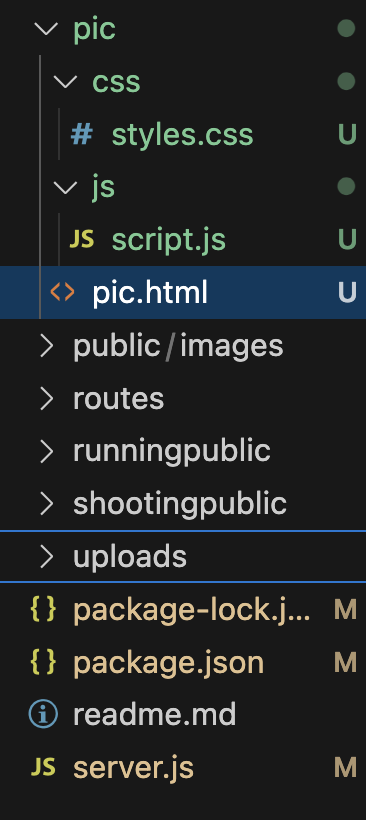 pic
css
# styles.css U
js
JS script.js U
<> pic.html U
public/images
routes
runningpublic
shootingpublic
uploads
{} package-lock.j... M
{} package.json M
i readme.md
JS server.js M